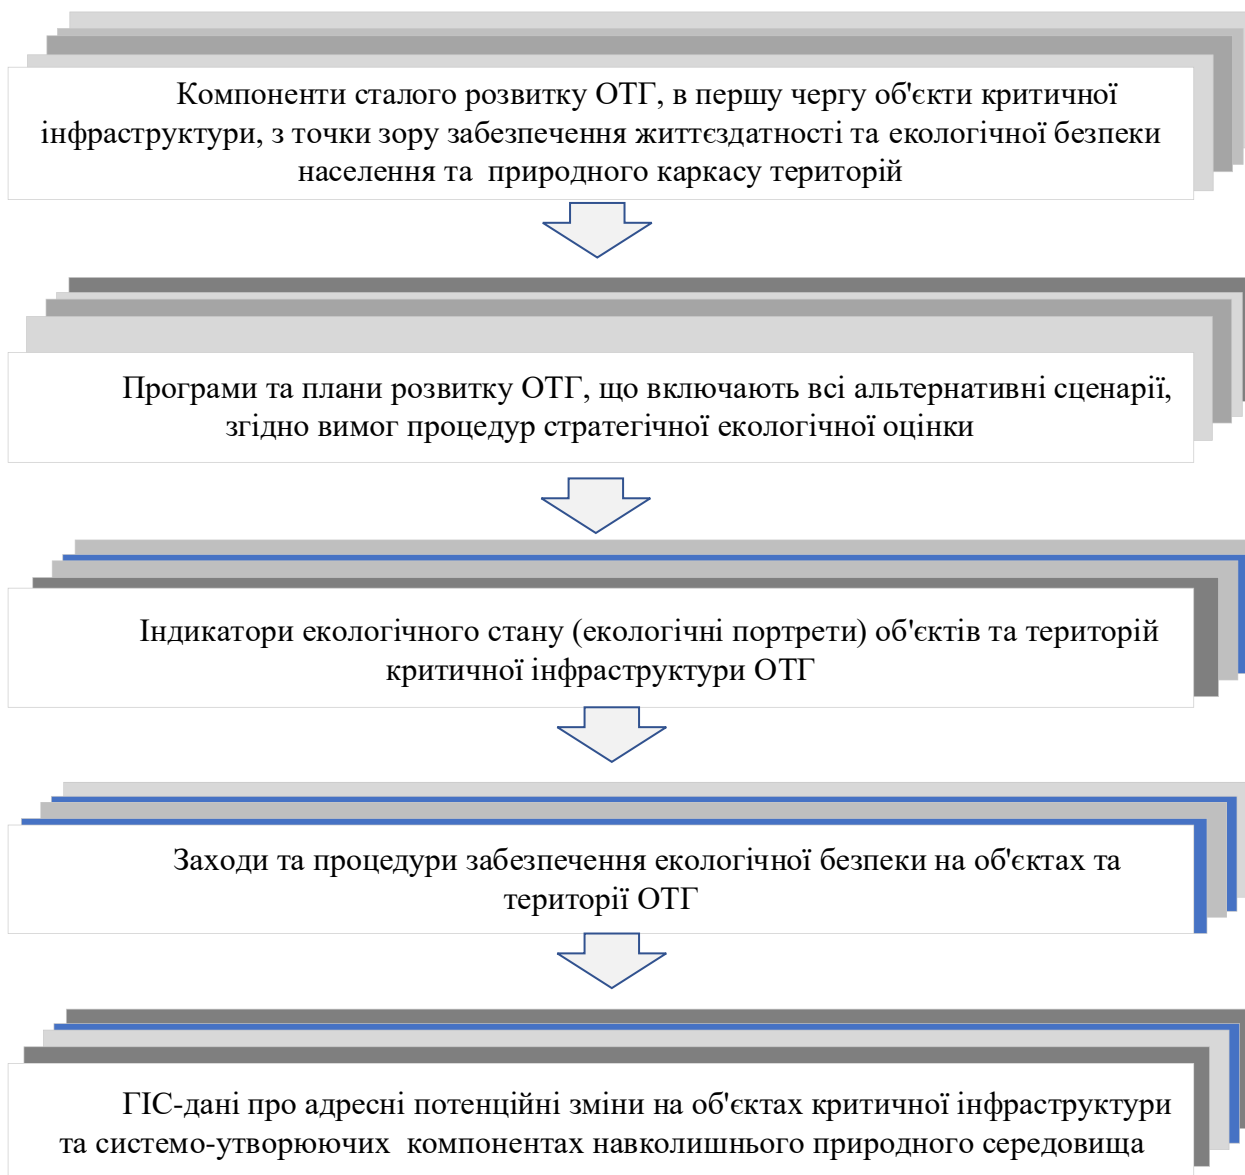 Компоненти сталого розвитку ОТГ, в першу чергу об'єкти критичної
інфраструктури, з точки зору забезпечення життєздатності та екологічної безпеки
населення та природного каркасу територій
Програми та плани розвитку ОТГ, що включають всі альтернативні сценарії,
згідно вимог процедур стратегічної екологічної оцінки
Індикатори екологічного стану (екологічні портрети) об'єктів та територій
критичної інфраструктури ОТГ
Заходи та процедури забезпечення екологічної безпеки на об'єктах та
території ОТГ
ГІС-дані про адресні потенційні зміни на об'єктах критичної інфраструктури
та системо-утворюючих компонентах навколишнього природного середовища